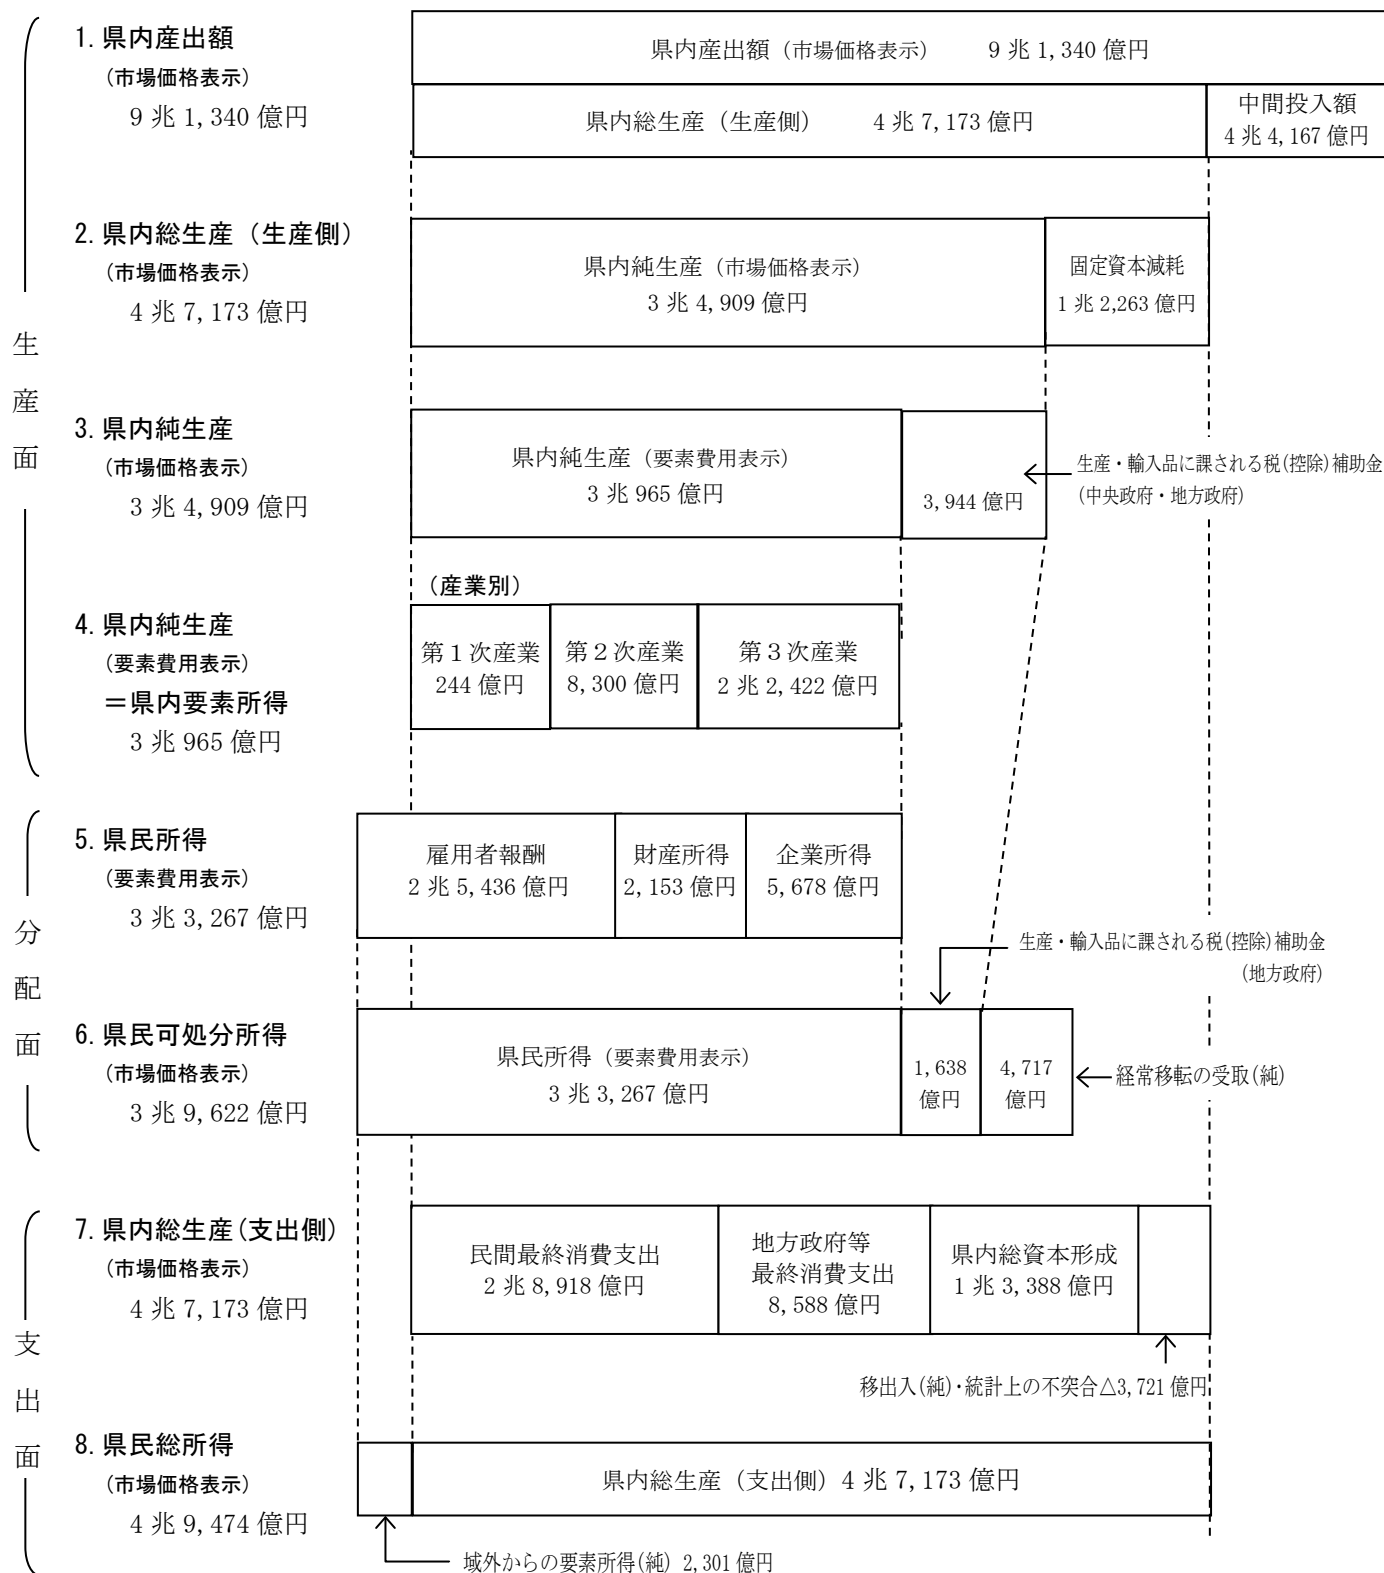 生産面
1. 県内産出額
(市場価格表示)
9 兆 1, 340 億円
県内産出額 (市場価格表示) 9 兆 1, 340 億円
県内総生産 (生産側) 4 兆 7, 173 億円
中間投入額
4 兆 4, 167 億円
2. 県内総生産 (生産側)
(市場価格表示)
4 兆 7, 173 億円
県内純生産 (市場価格表示)
3 兆 4, 909 億円
固定資本減耗
1 兆 2,263 億円
3. 県内純生産
(市場価格表示)
3 兆 4, 909 億円
県内純生産 (要素費用表示)
3 兆 965 億円
3, 944 億円
生産・輸入品に課される税(控除)補助金
(中央政府・地方政府)
4. 県内純生産
(要素費用表示)
＝県内要素所得
3 兆 965 億円
(産業別)
第１次産業
244 億円
第２次産業
8, 300 億円
第３次産業
2 兆 2, 422 億円
分配面
5. 県民所得
(要素費用表示)
3 兆 3, 267 億円
雇用者報酬
2 兆 5, 436 億円
財産所得
2, 153 億円
企業所得
5, 678 億円
生産・輸入品に課される税(控除)補助金
(地方政府)
6. 県民可処分所得
(市場価格表示)
3 兆 9, 622 億円
県民所得 (要素費用表示)
3 兆 3, 267 億円
1, 638
億円
4, 717
億円
経常移転の受取(純)
支出面
7. 県内総生産(支出側)
(市場価格表示)
4 兆 7, 173 億円
民間最終消費支出
2 兆 8, 918 億円
地方政府等
最終消費支出
8, 588 億円
県内総資本形成
1 兆 3, 388 億円
移出入(純)・統計上の不突合△3, 721 億円
8. 県民総所得
(市場価格表示)
4 兆 9, 474 億円
県内総生産 (支出側) 4 兆 7, 173 億円
域外からの要素所得(純) 2, 301 億円